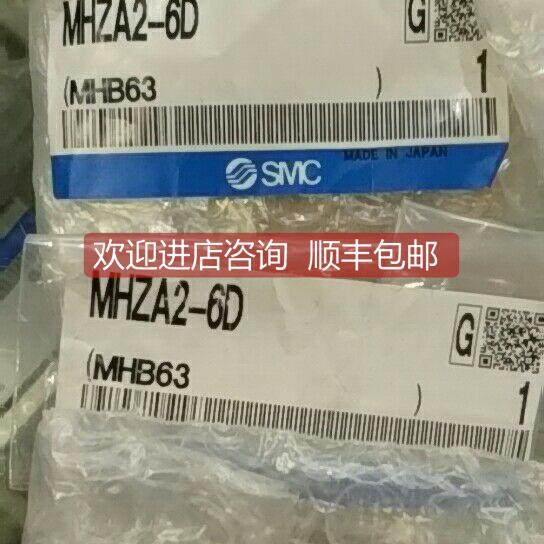 MHZA2-6D
G
(MHB63 )
1
MADE IN JAPAN
SMC
欢迎进店咨询 顺丰包邮
MHZA2-6D
G
(MHB63 )
1